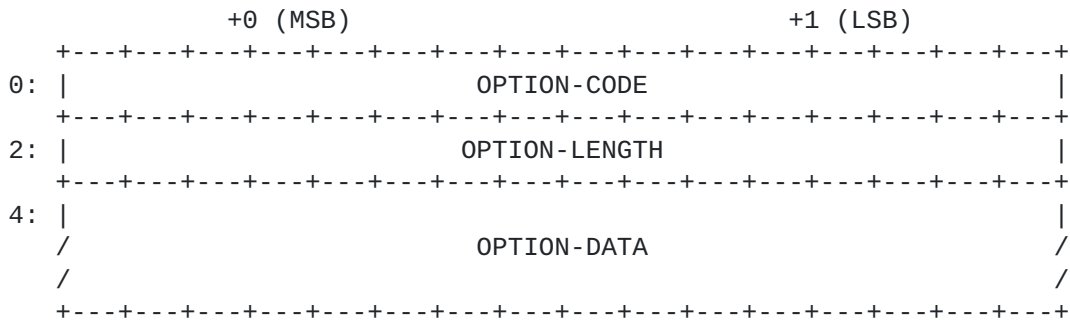 +0 (MSB) +1 (LSB)
+---+---+---+---+---+---+---+---+---+---+---+---+---+---+---+---+
0: | OPTION-CODE |
+---+---+---+---+---+---+---+---+---+---+---+---+---+---+---+---+
2: | OPTION-LENGTH |
+---+---+---+---+---+---+---+---+---+---+---+---+---+---+---+---+
4: | |
/ OPTION-DATA /
/ /
+---+---+---+---+---+---+---+---+---+---+---+---+---+---+---+---+